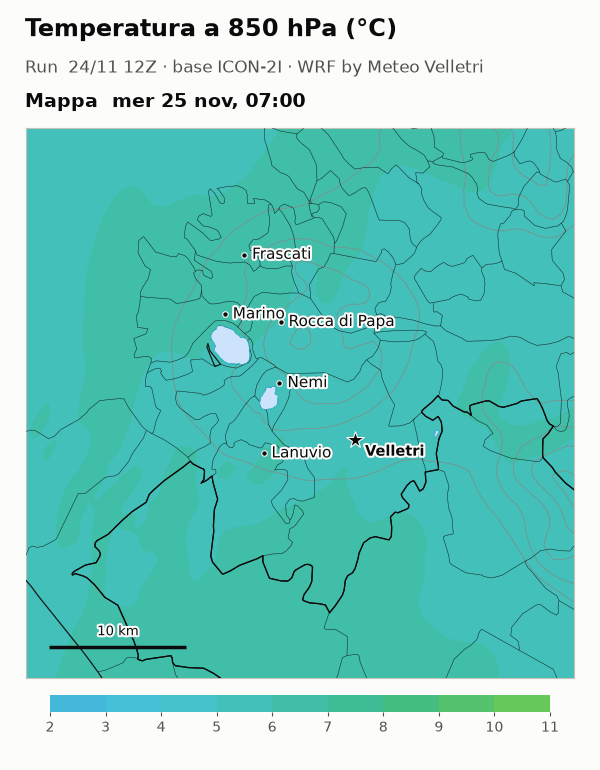 Temperatura a 850 hPa (°C)
Run  24/11 12Z · base ICON-2I · WRF by Meteo Velletri
Mappa  mer 25 nov, 07:00
Frascati
Marino
Rocca di Papa
Nemi
Velletri
Lanuvio
10 km
2 3 4 5 6 7 8 9 10 11